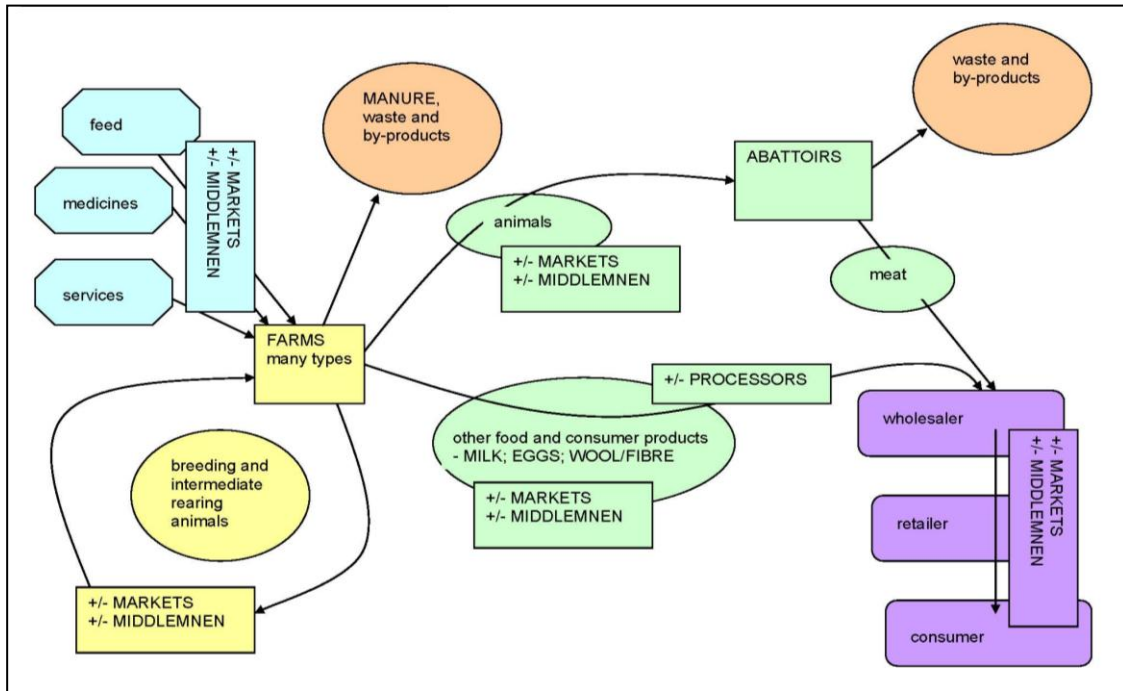 feed
medicines
services
+/- MARKETS
+/- MIDDLEMNEN
MANURE,
waste and
by-products
waste and
by-products
ABATTOIRS
animals
+/- MARKETS
+/- MIDDLEMNEN
meat
FARMS
many types
+/- PROCESSORS
other food and consumer products
- MILK; EGGS; WOOL/FIBRE
+/- MARKETS
+/- MIDDLEMNEN
breeding and
intermediate
rearing
animals
+/- MARKETS
+/- MIDDLEMNEN
wholesaler
retailer
consumer
+/- MARKETS
+/- MIDDLEMNEN